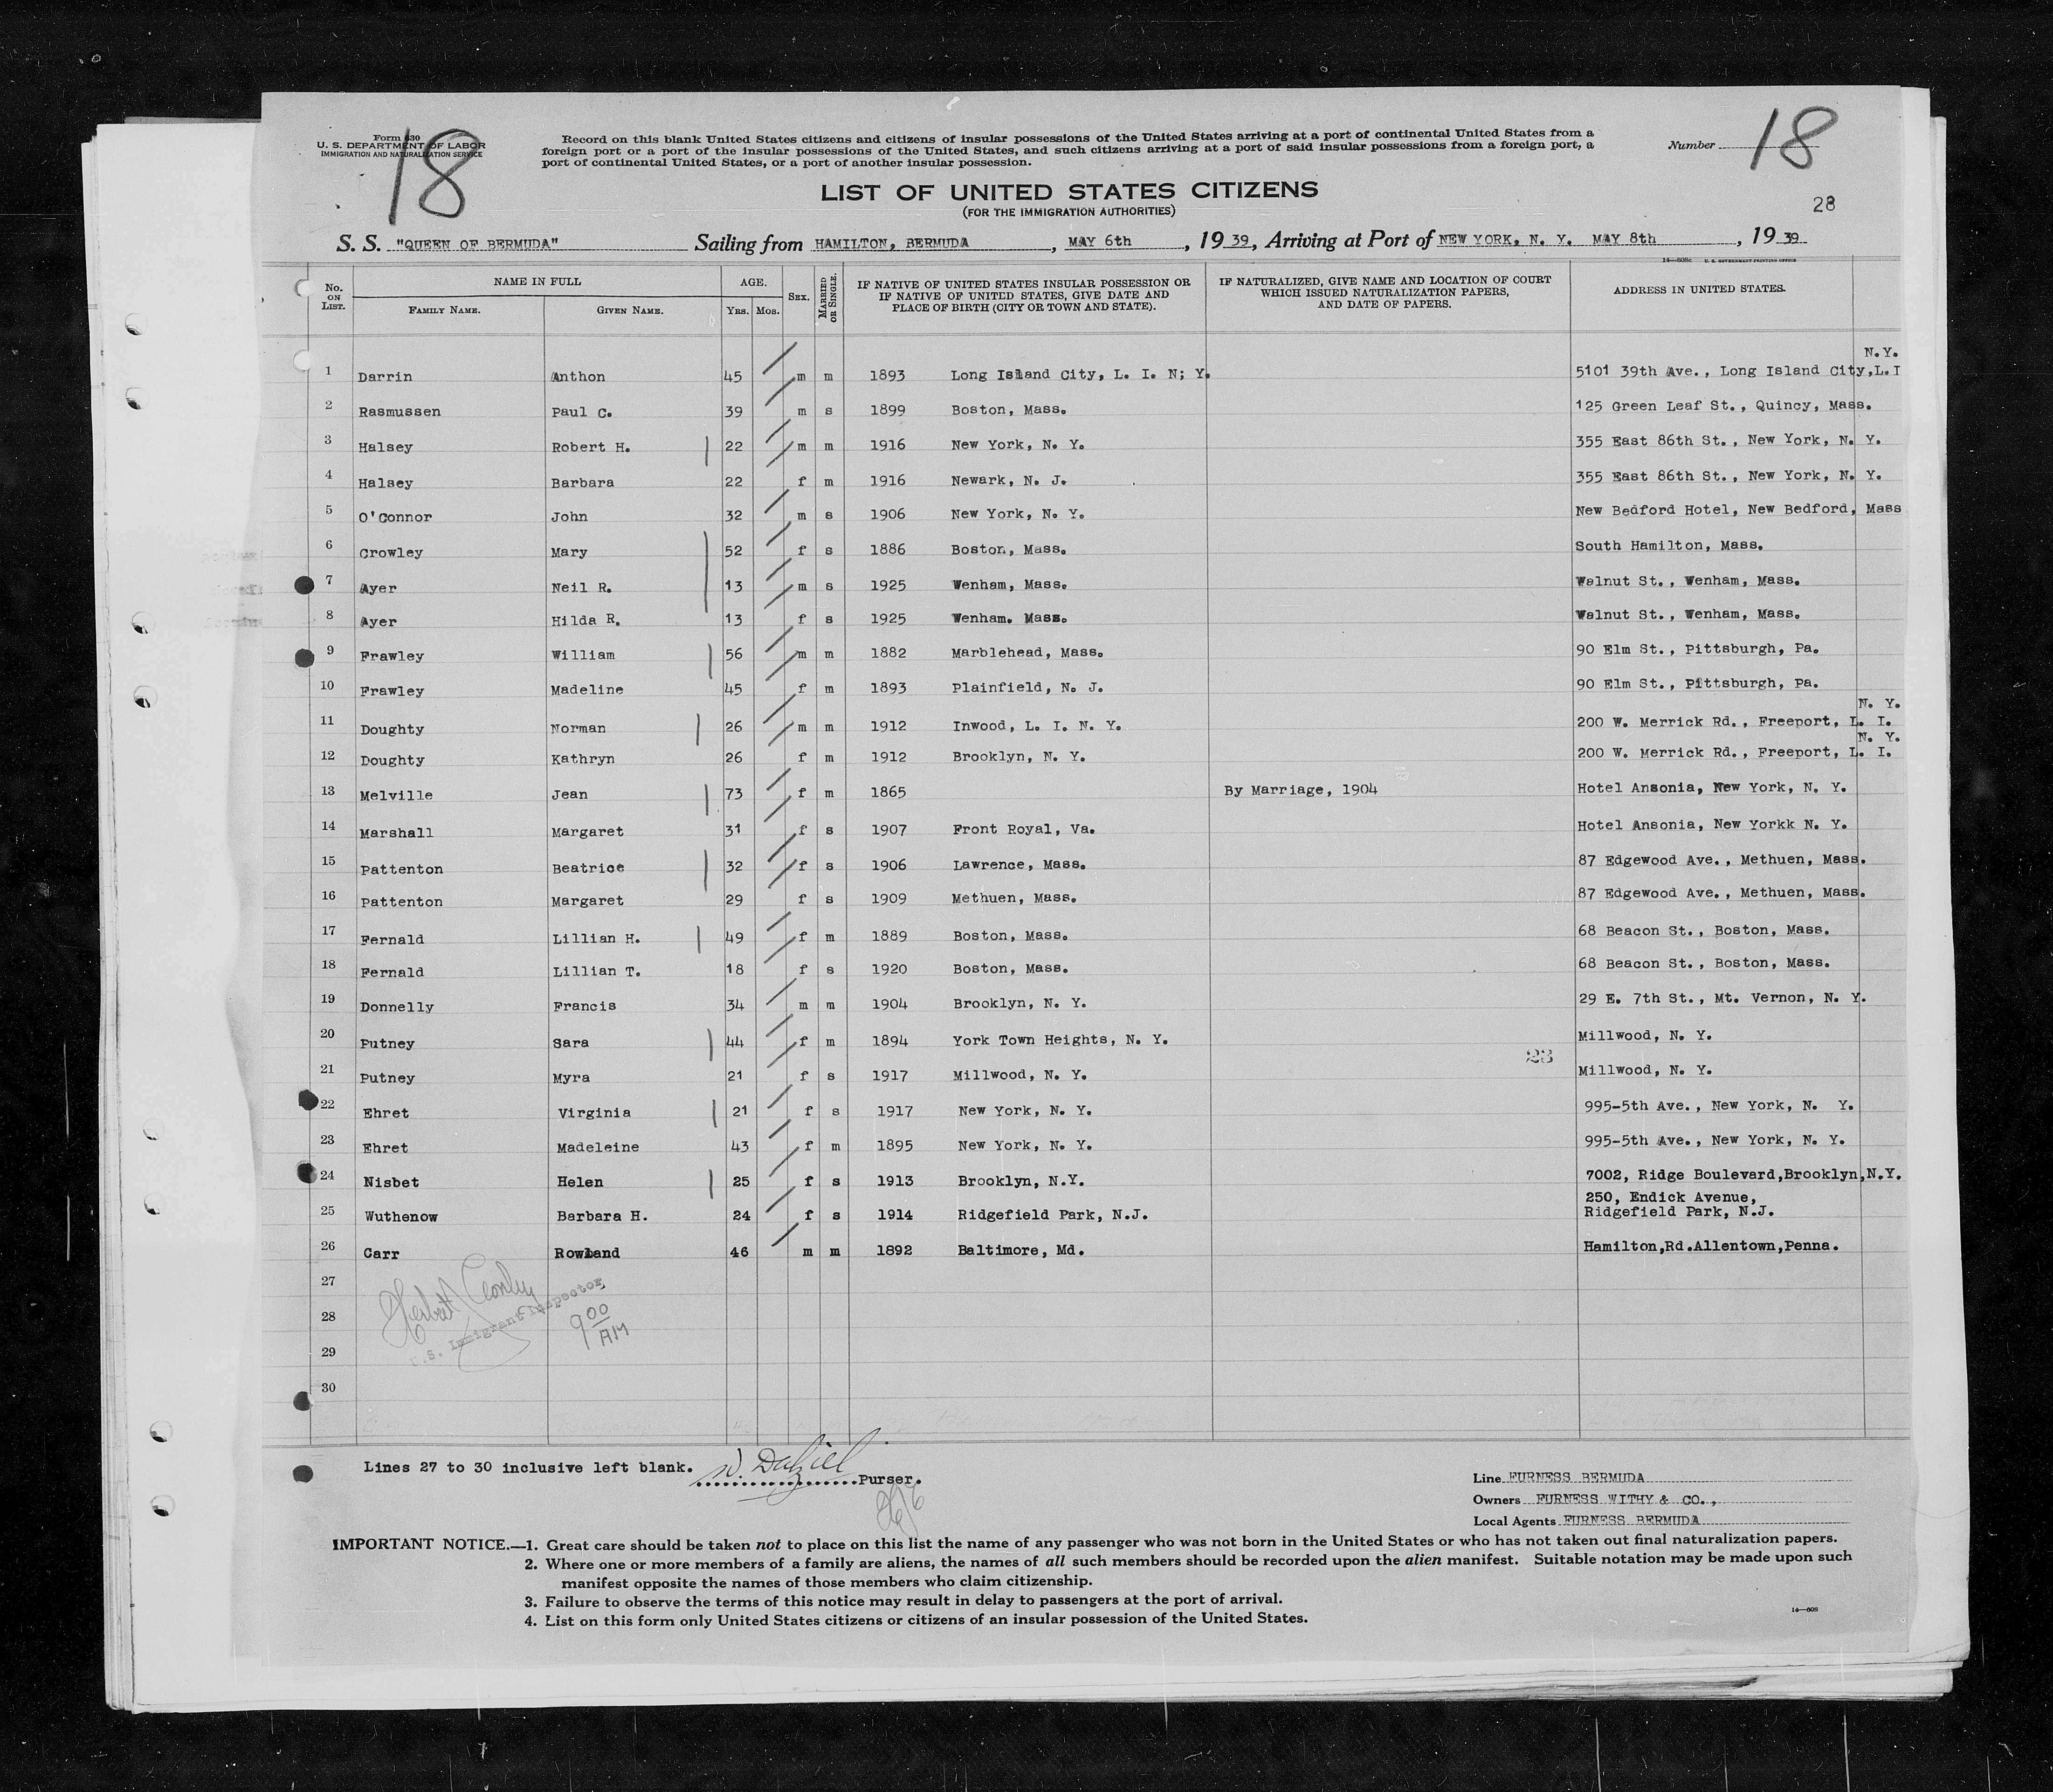 Form 630
U. S. DEPARTMENT OF LABOR
IMMIGRATION AND NATURALIZATION SERVICE
18
Record on this blank United States citizens and citizens of insular possessions of the United States arriving at a port of continental United States from a
foreign port or a port of the insular possessions of the United States, and such citizens arriving at a port of said insular possessions from a foreign port, a
port of continental United States, or a port of another insular possession.
Number 18
LIST OF UNITED STATES CITIZENS
(FOR THE IMMIGRATION AUTHORITIES)
28
S. S. "QUEEN OF BERMUDA" Sailing from HAMILTON, BERMUDA, MAY 6th, 19 39, Arriving at Port of NEW YORK, N. Y. MAY 8th, 19 39
14—608c U. S. GOVERNMENT PRINTING OFFICE
No. ON LIST. NAME IN FULL FAMILY NAME. GIVEN NAME. AGE. YRS. MOS. SEX. MARRIED OR SINGLE. IF NATIVE OF UNITED STATES INSULAR POSSESSION OR IF NATIVE OF UNITED STATES, GIVE DATE AND PLACE OF BIRTH (CITY OR TOWN AND STATE). IF NATURALIZED, GIVE NAME AND LOCATION OF COURT WHICH ISSUED NATURALIZATION PAPERS, AND DATE OF PAPERS. ADDRESS IN UNITED STATES.
N.Y.
1 Darrin Anthon 45 m m 1893 Long Island City, L. I. N; Y. 5101 39th Ave., Long Island City,L.I
2 Rasmussen Paul C. 39 m s 1899 Boston, Mass. 125 Green Leaf St., Quincy, Mass.
3 Halsey Robert H. 22 m m 1916 New York, N. Y. 355 East 86th St., New York, N. Y.
4 Halsey Barbara 22 f m 1916 Newark, N. J. 355 East 86th St., New York, N. Y.
5 O'Connor John 32 m s 1906 New York, N. Y. New Bedford Hotel, New Bedford, Mass
6 Crowley Mary 52 f s 1886 Boston, Mass. South Hamilton, Mass.
7 Ayer Neil R. 13 m s 1925 Wenham, Mass. Walnut St., Wenham, Mass.
8 Ayer Hilda R. 13 f s 1925 Wenham. Mass. Walnut St., Wenham, Mass.
9 Frawley William 56 m m 1882 Marblehead, Mass. 90 Elm St., Pittsburgh, Pa.
10 Frawley Madeline 45 f m 1893 Plainfield, N. J. 90 Elm St., Pittsburgh, Pa.
N. Y.
11 Doughty Norman 26 m m 1912 Inwood, L. I. N. Y. 200 W. Merrick Rd., Freeport, L. I.
N. Y.
12 Doughty Kathryn 26 f m 1912 Brooklyn, N. Y. 200 W. Merrick Rd., Freeport, L. I.
13 Melville Jean 73 f m 1865 By Marriage, 1904 Hotel Ansonia, New York, N. Y.
14 Marshall Margaret 31 f s 1907 Front Royal, Va. Hotel Ansonia, New Yorkk N. Y.
15 Pattenton Beatrice 32 f s 1906 Lawrence, Mass. 87 Edgewood Ave., Methuen, Mass.
16 Pattenton Margaret 29 f s 1909 Methuen, Mass. 87 Edgewood Ave., Methuen, Mass.
17 Fernald Lillian H. 49 f m 1889 Boston, Mass. 68 Beacon St., Boston, Mass.
18 Fernald Lillian T. 18 f s 1920 Boston, Mass. 68 Beacon St., Boston, Mass.
19 Donnelly Francis 34 m m 1904 Brooklyn, N. Y. 29 E. 7th St., Mt. Vernon, N. Y.
20 Putney Sara 44 f m 1894 York Town Heights, N. Y. Millwood, N. Y.
23
21 Putney Myra 21 f s 1917 Millwood, N. Y. Millwood, N. Y.
22 Ehret Virginia 21 f s 1917 New York, N. Y. 995-5th Ave., New York, N. Y.
23 Ehret Madeleine 43 f m 1895 New York, N. Y. 995-5th Ave., New York, N. Y.
24 Nisbet Helen 25 f s 1913 Brooklyn, N.Y. 7002, Ridge Boulevard,Brooklyn,N.Y.
250, Endick Avenue,
25 Wuthenow Barbara H. 24 f s 1914 Ridgefield Park, N.J. Ridgefield Park, N.J.
26 Carr Rowland 46 m m 1892 Baltimore, Md. Hamilton,Rd.Allentown,Penna.
27
28
29
30
Herbert
U.S. Immigrant Inspector
9 00 AM
Lines 27 to 30 inclusive left blank. W. Dalziel Purser.
Line FURNESS BERMUDA
Owners FURNESS WITHY & CO.,
Local Agents FURNESS BERMUDA
IMPORTANT NOTICE.—1. Great care should be taken not to place on this list the name of any passenger who was not born in the United States or who has not taken out final naturalization papers.
2. Where one or more members of a family are aliens, the names of all such members should be recorded upon the alien manifest. Suitable notation may be made upon such
manifest opposite the names of those members who claim citizenship.
3. Failure to observe the terms of this notice may result in delay to passengers at the port of arrival.
4. List on this form only United States citizens or citizens of an insular possession of the United States.
14—608